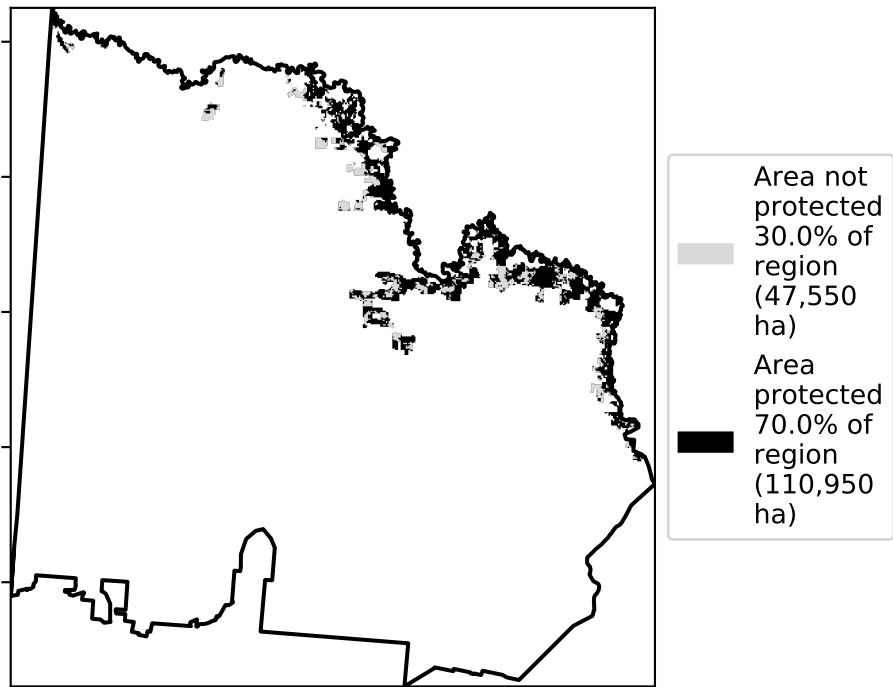 Area not
protected
30.0% of
region
(47,550
ha)
Area
protected
70.0% of
region
(110,950
ha)